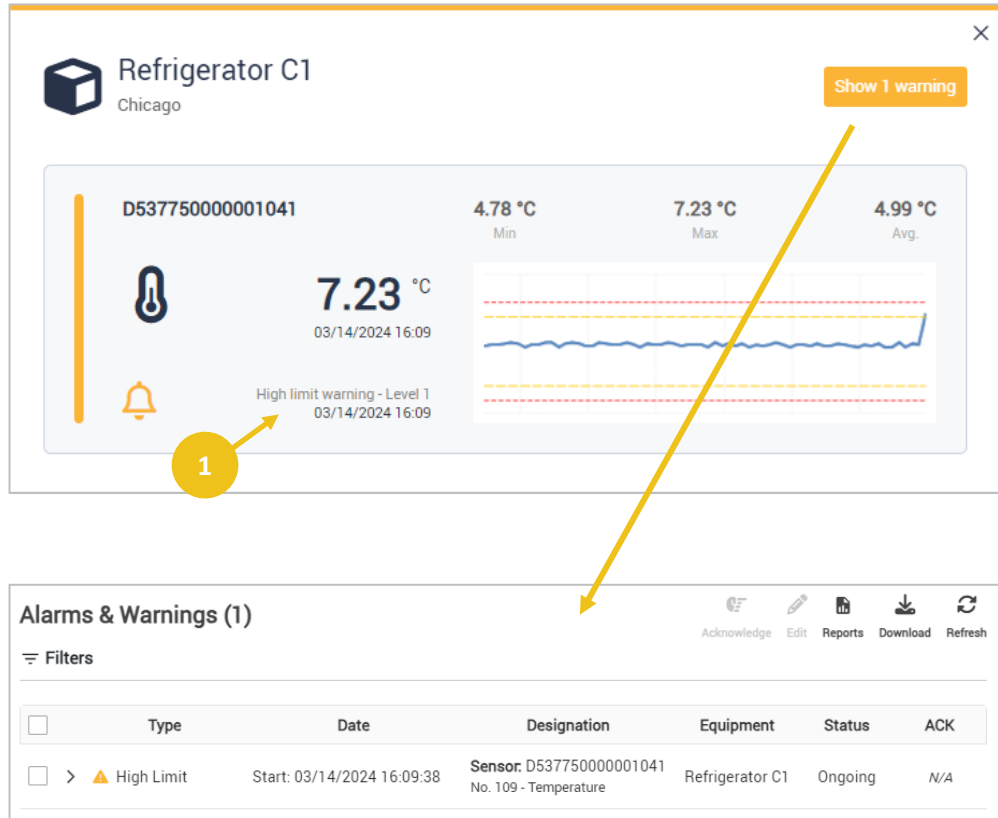 Refrigerator C1
Chicago
Show 1 warning
D537750000001041
4.78 °C
Min
7.23 °C
Max
4.99 °C
Avg.
7.23 °C
03/14/2024 16:09
High limit warning - Level 1
03/14/2024 16:09
1
Alarms & Warnings (1)
Acknowledge Edit Reports Download Refresh
Filters
Type Date Designation Equipment Status ACK
High Limit Start: 03/14/2024 16:09:38 Sensor: D537750000001041 Refrigerator C1 Ongoing N/A
No. 109 - Temperature